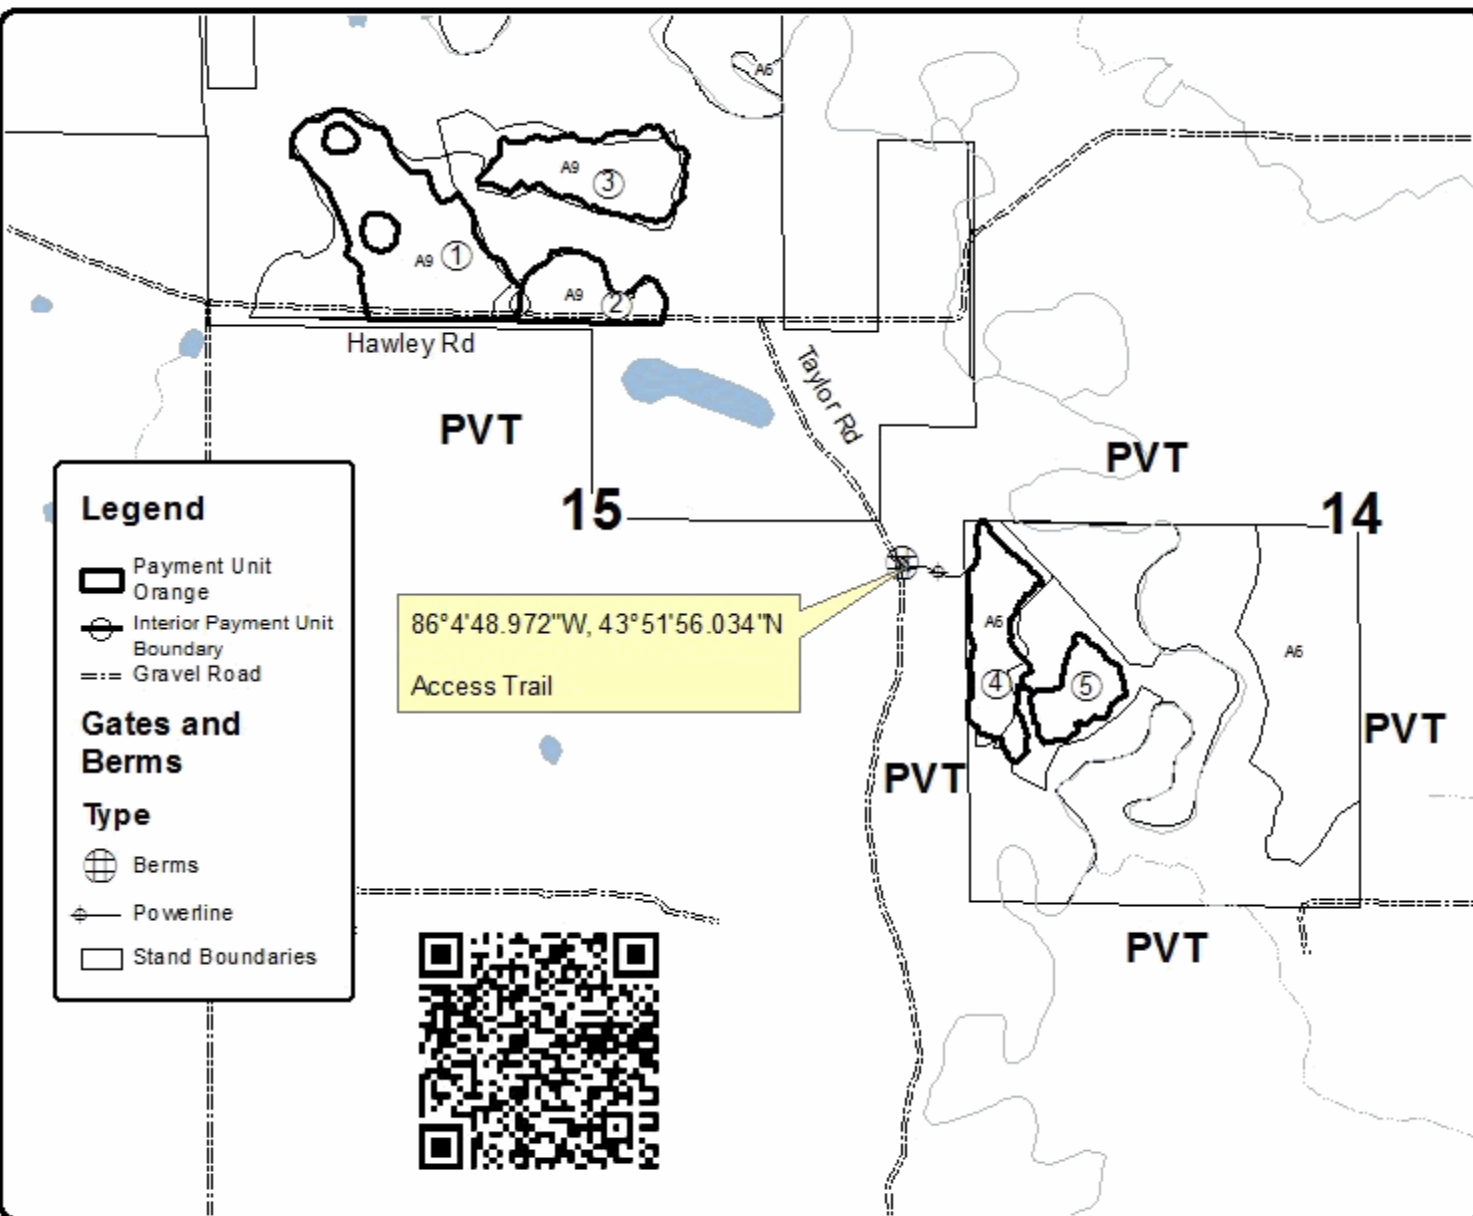 A6
A9
3
A9
1
A9
2
Hawley Rd
Taylor Rd
PVT
PVT
15
14
Legend
Payment Unit
Orange
Interior Payment Unit
Boundary
Gravel Road
Gates and
Berms
Type
Berms
Powerline
Stand Boundaries
86°4'48.972"W, 43°51'56.034"N
Access Trail
A6
4
5
A6
PVT
PVT
PVT